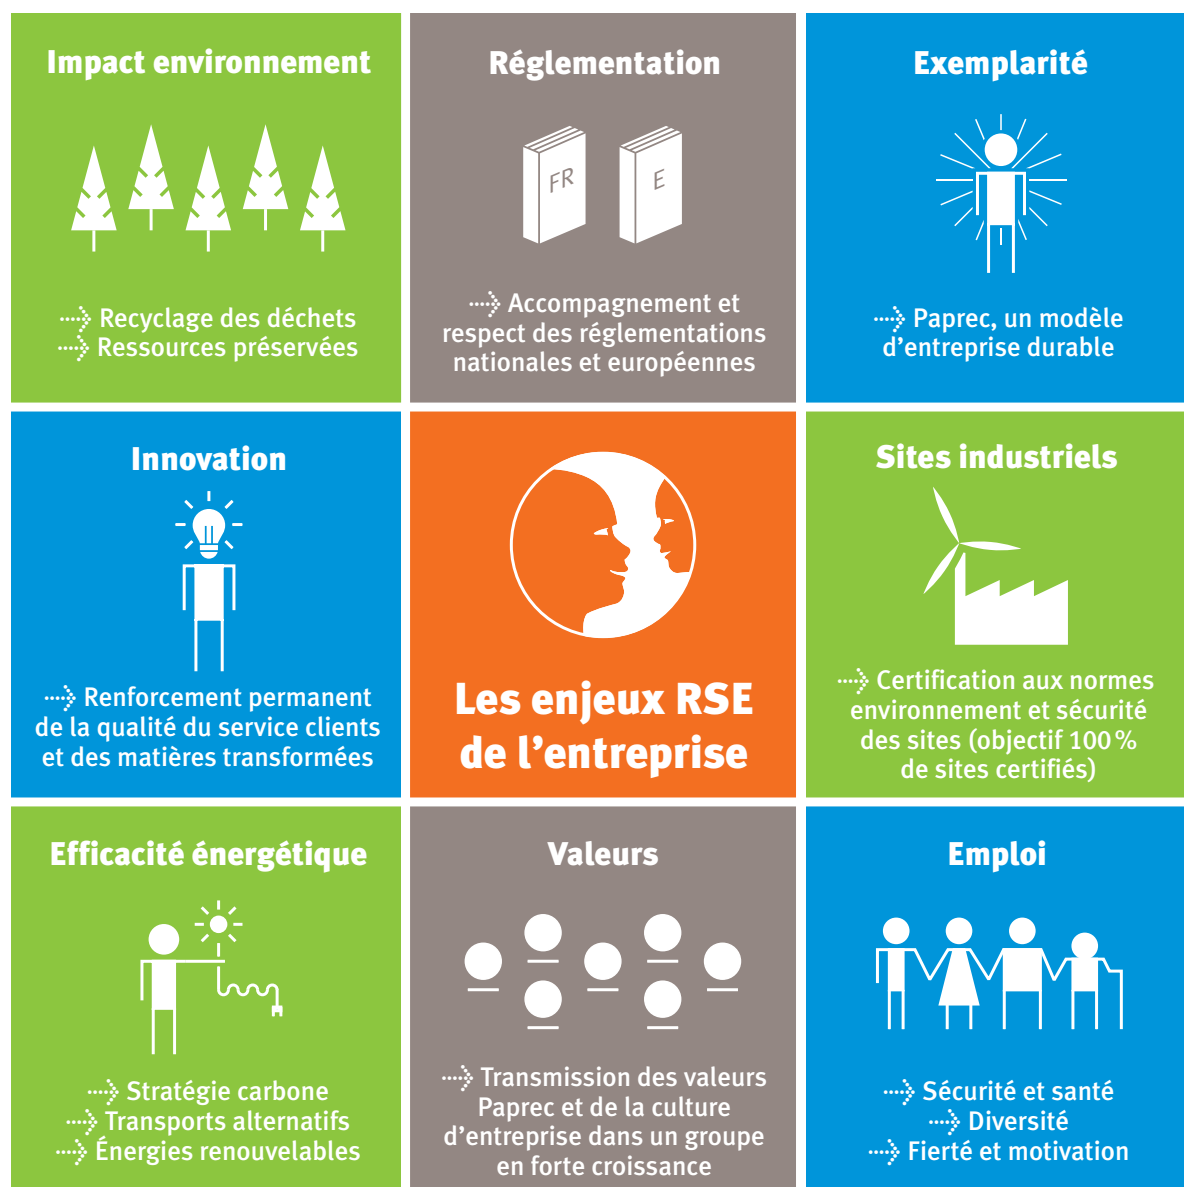 Impact environnement
Recyclage des déchets
Ressources préservées
Réglementation
FR
E
Accompagnement et
respect des réglementations
nationales et européennes
Exemplarité
Paprec, un modèle
d’entreprise durable
Innovation
Renforcement permanent
de la qualité du service clients
et des matières transformées
Les enjeux RSE
de l’entreprise
Sites industriels
Certification aux normes
environnement et sécurité
des sites (objectif 100 %
de sites certifiés)
Efficacité énergétique
Stratégie carbone
Transports alternatifs
Énergies renouvelables
Valeurs
Transmission des valeurs
Paprec et de la culture
d’entreprise dans un groupe
en forte croissance
Emploi
Sécurité et santé
Diversité
Fierté et motivation